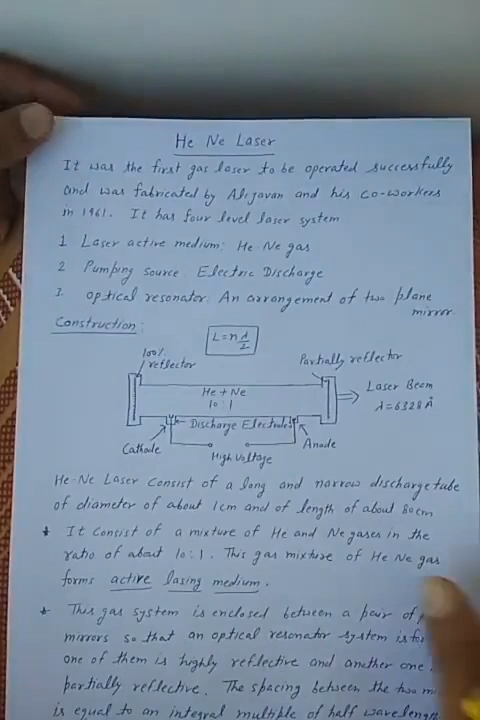 He Ne Laser
It was the first gas laser to be operated successfully
and was fabricated by Ali javan and his co-workers
in 1961. It has four level laser system
1 Laser active medium: He-Ne gas
2 Pumping source: Electric Discharge
3. optical resonator: An arrangement of two plane
mirror
Construction:
L = n λ/2
100%
reflector
Partially reflector
He + Ne
10 : 1
Laser Beam
λ = 6328 Å
Discharge Electrode
Cathode
Anode
High Voltage
He-Ne Laser consist of a long and narrow discharge tube
of diameter of about 1cm and of length of about 80cm
* It consist of a mixture of He and Ne gases in the
ratio of about 10:1. This gas mixture of He Ne gas
forms active lasing medium.
* This gas system is enclosed between a pair of
mirrors so that an optical resonator system is
one of them is highly reflective and another one
partially reflective. The spacing between the two
is equal to an integral multiple of half